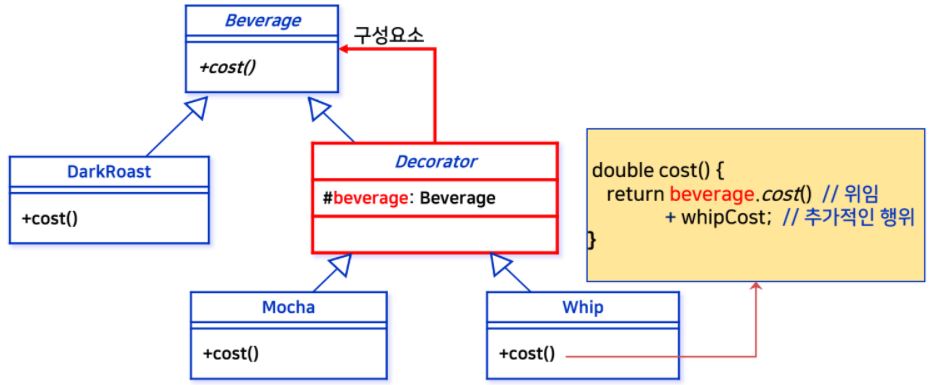 Beverage
+cost()
구성요소
DarkRoast
+cost()
Decorator
#beverage: Beverage
double cost() {
return beverage.cost() // 위임
+ whipCost; // 추가적인 행위
}
Mocha
+cost()
Whip
+cost()